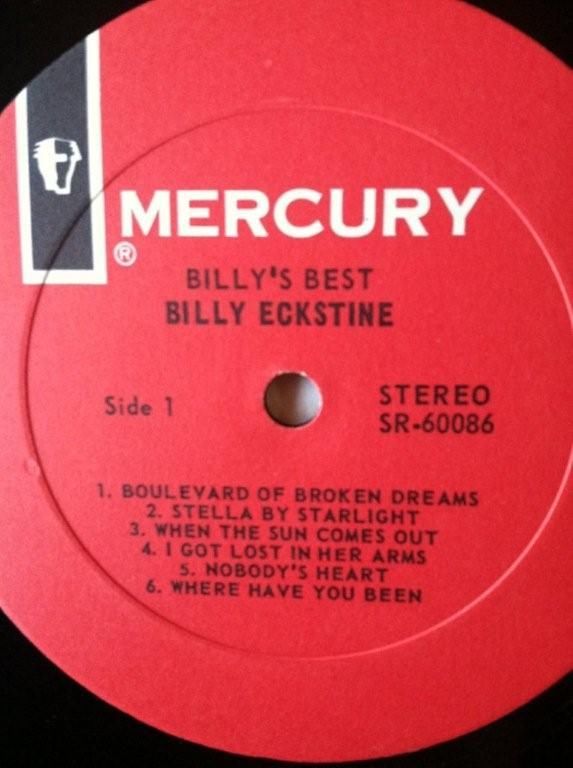 MERCURY
®
BILLY'S BEST
BILLY ECKSTINE
Side 1
STEREO
SR-60086
1. BOULEVARD OF BROKEN DREAMS
2. STELLA BY STARLIGHT
3. WHEN THE SUN COMES OUT
4. I GOT LOST IN HER ARMS
5. NOBODY'S HEART
6. WHERE HAVE YOU BEEN